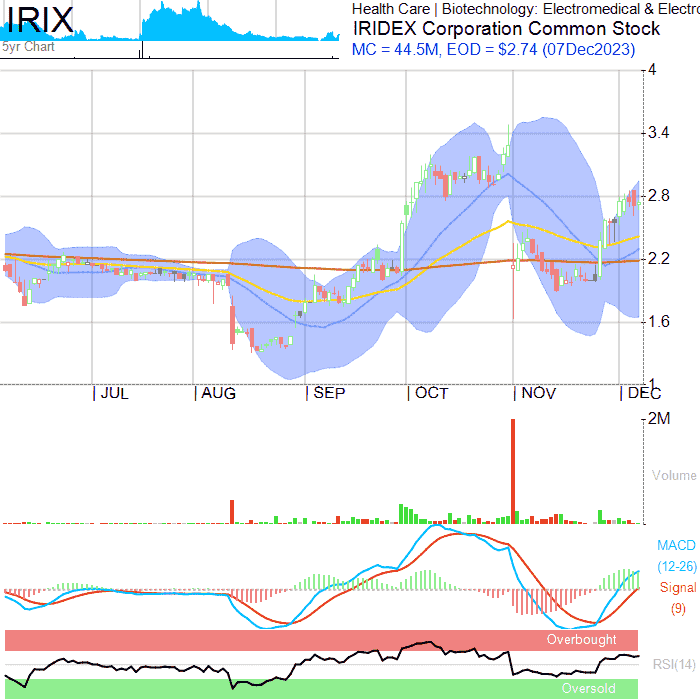 IRIX
5yr Chart
Health Care | Biotechnology: Electromedical & Electro
IRIDEX Corporation Common Stock
MC = 44.5M, EOD = $2.74 (07Dec2023)
4
3.4
2.8
2.2
1.6
1
JUL AUG SEP OCT NOV DEC
2M
Volume
MACD
(12-26)
Signal
(9)
Overbought
RSI(14)
Oversold